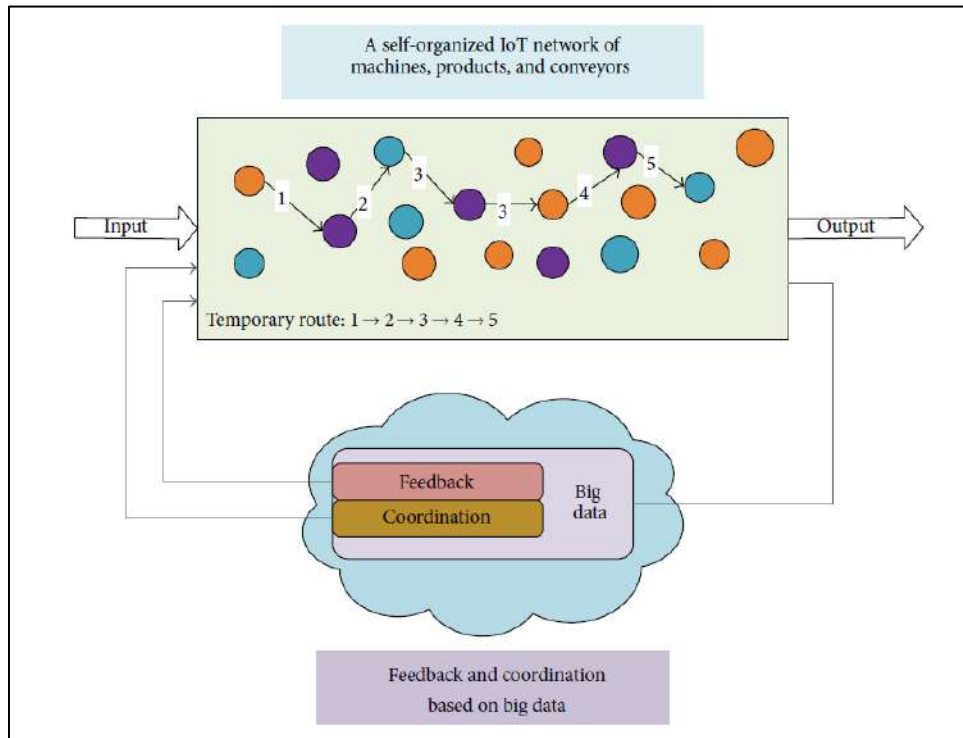 A self-organized IoT network of
machines, products, and conveyors
1
2
3
3
4
5
Input
Output
Temporary route: 1 → 2 → 3 → 4 → 5
Feedback
Coordination
Big
data
Feedback and coordination
based on big data